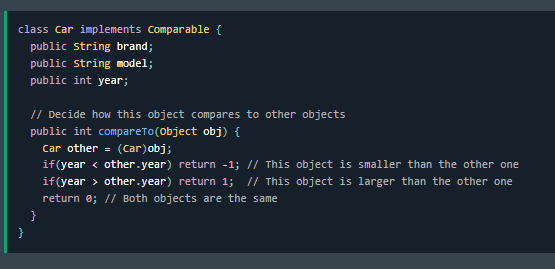 class Car implements Comparable {
  public String brand;
  public String model;
  public int year;

  // Decide how this object compares to other objects
  public int compareTo(Object obj) {
    Car other = (Car)obj;
    if(year < other.year) return -1; // This object is smaller than the other one
    if(year > other.year) return 1;  // This object is larger than the other one
    return 0; // Both objects are the same
  }
}